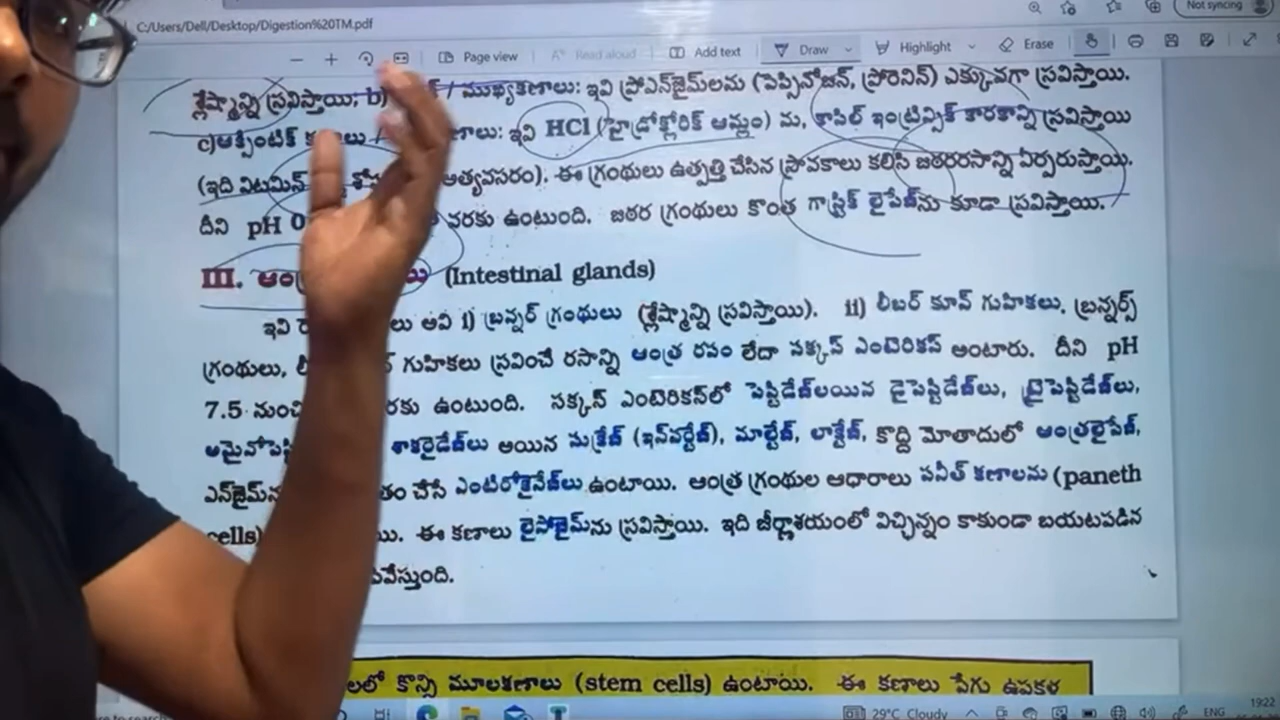 C:/Users/Dell/Desktop/Digestion%20TM.pdf
Not syncing
Page view Read aloud Add text Draw Highlight Erase
శ్లేష్మాన్ని స్రవిస్తాయి; b) / ముఖ్యకణాలు: ఇవి ప్రోఎన్‌జైమ్‌లను (పెప్సినోజన్, ప్రోరెనిన్) ఎక్కువగా స్రవిస్తాయి.
c)ఆక్సింటిక్ ఇవి HCl (హైడ్రోక్లోరిక్ ఆమ్లం) ను, కాసిల్ ఇంట్రిన్సిక్ కారకాన్ని స్రవిస్తాయి
(ఇది విటమిన్ అత్యవసరం). ఈ గ్రంథులు ఉత్పత్తి చేసిన స్రావకాలు కలిసి జఠరరసాన్ని ఏర్పరుస్తాయి.
దీని pH 0 వరకు ఉంటుంది. జఠర గ్రంథులు కొంత గాస్ట్రిక్ లైపేజ్‌ను కూడా స్రవిస్తాయి.
III. (Intestinal glands)
ఇవి అవి i) బ్రన్నర్ గ్రంథులు (శ్లేష్మాన్ని స్రవిస్తాయి). ii) లీబర్ కూన్ గుహికలు, బ్రన్నర్స్
గ్రంథులు, గుహికలు స్రవించే రసాన్ని ఆంత్ర రసం లేదా సక్కస్ ఎంటెరికస్ అంటారు. దీని pH
7.5 నుంచి ఉంటుంది. సక్కస్ ఎంటెరికస్‌లో పెప్టిడేజ్‌లయిన డైపెప్టిడేజ్‌లు, ట్రైపెప్టిడేజ్‌లు,
అయిన సుక్రేజ్ (ఇన్‌వర్టేజ్), మాల్టేజ్, లాక్టేజ్, కొద్ది మోతాదులో ఆంత్రలైపేజ్,
చేసే ఎంటిరోకైనేజ్‌లు ఉంటాయి. ఆంత్ర గ్రంథుల ఆధారాలు పనేత్ కణాలను (paneth
cells) ఈ కణాలు లైసోజైమ్‌ను స్రవిస్తాయి. ఇది జీర్ణాశయంలో విచ్ఛిన్నం కాకుండా బయటపడిన
కొన్ని మూలకణాలు (stem cells) ఉంటాయి. ఈ కణాలు పేగు ఉపకళ
29°C Cloudy ENG 19:22